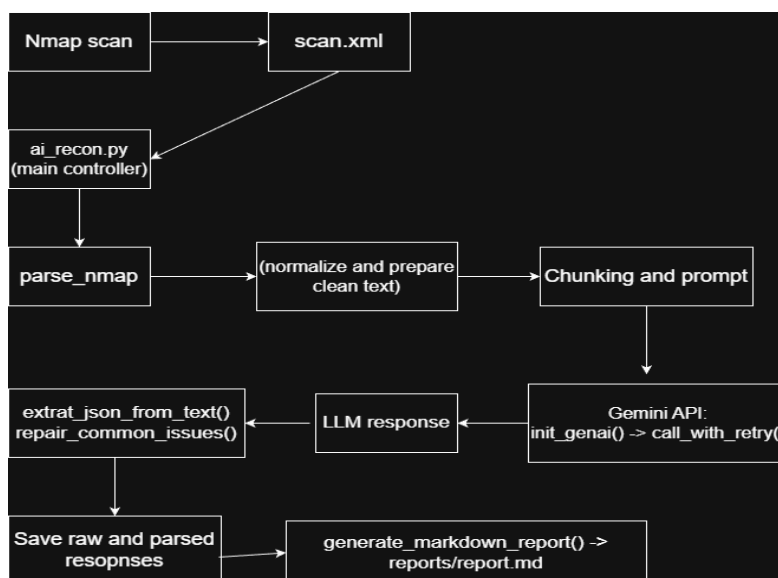 Nmap scan
scan.xml
ai_recon.py
(main controller)
parse_nmap
(normalize and prepare
clean text)
Chunking and prompt
Gemini API:
init_genai() -> call_with_retry(
LLM response
extrat_json_from_text()
repair_common_issues()
Save raw and parsed
resopnses
generate_markdown_report() ->
reports/report.md